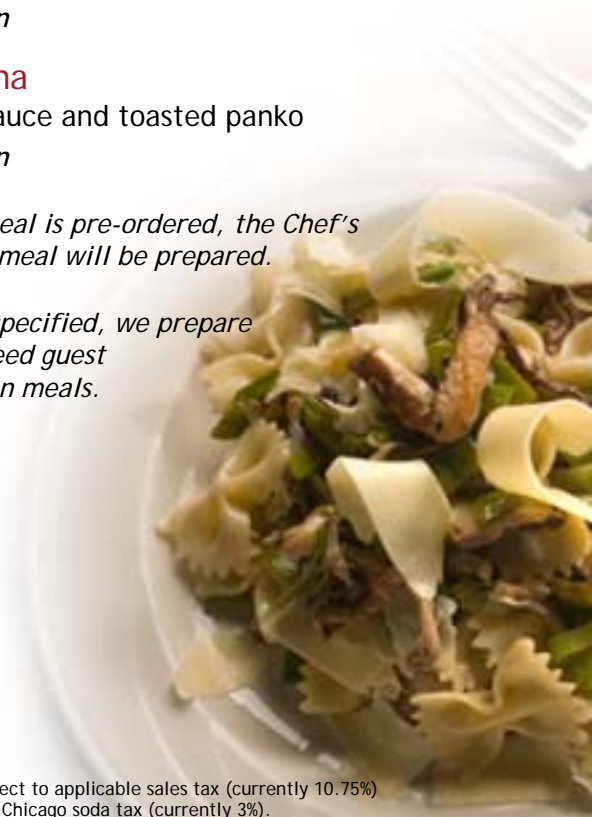 n
na
auce and toasted panko
n
eal is pre-ordered, the Chef's
meal will be prepared.
specified, we prepare
eed guest
n meals.
ect to applicable sales tax (currently 10.75%)
Chicago soda tax (currently 3%).